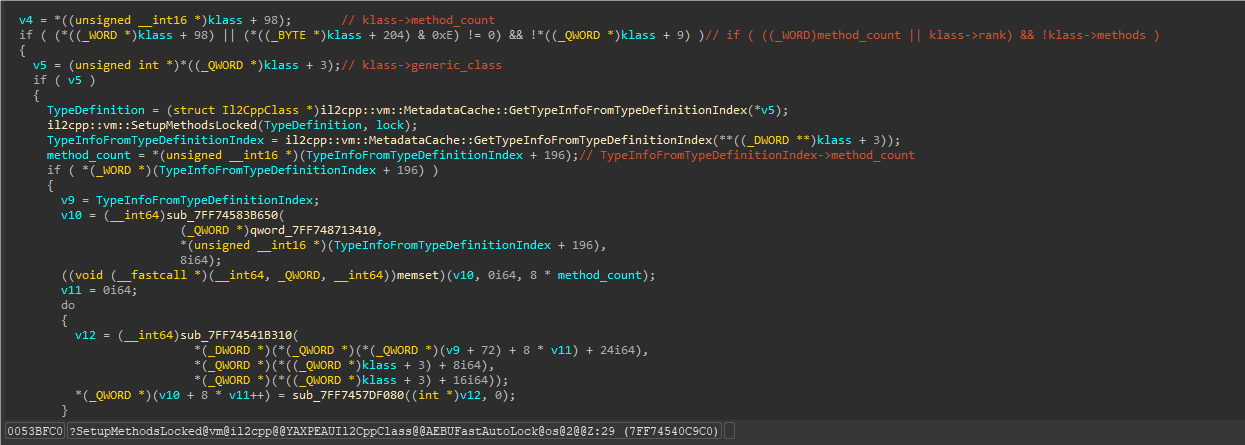 v4 = *((unsigned __int16 *)klass + 98); // klass->method_count
if ( (*((_WORD *)klass + 98) || (*((_BYTE *)klass + 204) & 0xE) != 0) && !*((_QWORD *)klass + 9) )// if ( ((_WORD)method_count || klass->rank) && !klass->methods )
{
v5 = (unsigned int *)*((_QWORD *)klass + 3);// klass->generic_class
if ( v5 )
{
TypeDefinition = (struct Il2CppClass *)il2cpp::vm::MetadataCache::GetTypeInfoFromTypeDefinitionIndex(*v5);
il2cpp::vm::SetupMethodsLocked(TypeDefinition, lock);
TypeInfoFromTypeDefinitionIndex = il2cpp::vm::MetadataCache::GetTypeInfoFromTypeDefinitionIndex(**((_DWORD **)klass + 3));
method_count = *(unsigned __int16 *)(TypeInfoFromTypeDefinitionIndex + 196);// TypeInfoFromTypeDefinitionIndex->method_count
if ( *(_WORD *)(TypeInfoFromTypeDefinitionIndex + 196) )
{
v9 = TypeInfoFromTypeDefinitionIndex;
v10 = (__int64)sub_7FF74583B650(
(_QWORD *)qword_7FF748713410,
*(unsigned __int16 *)(TypeInfoFromTypeDefinitionIndex + 196),
8i64);
((void (__fastcall *)(__int64, _QWORD, __int64))memset)(v10, 0i64, 8 * method_count);
v11 = 0i64;
do
{
v12 = (__int64)sub_7FF74541B310(
*(_DWORD *)(*(_QWORD *)(*(_QWORD *)(v9 + 72) + 8 * v11) + 24i64),
*(_QWORD *)(*((_QWORD *)klass + 3) + 8i64),
*(_QWORD *)(*((_QWORD *)klass + 3) + 16i64));
*(_QWORD *)(v10 + 8 * v11++) = sub_7FF7457DF080((int *)v12, 0);
}
0053BFC0 ?SetupMethodsLocked@vm@il2cpp@@YAXPEAUIl2CppClass@@AEBUFastAutoLock@os@2@@Z:29 (7FF74540C9C0)